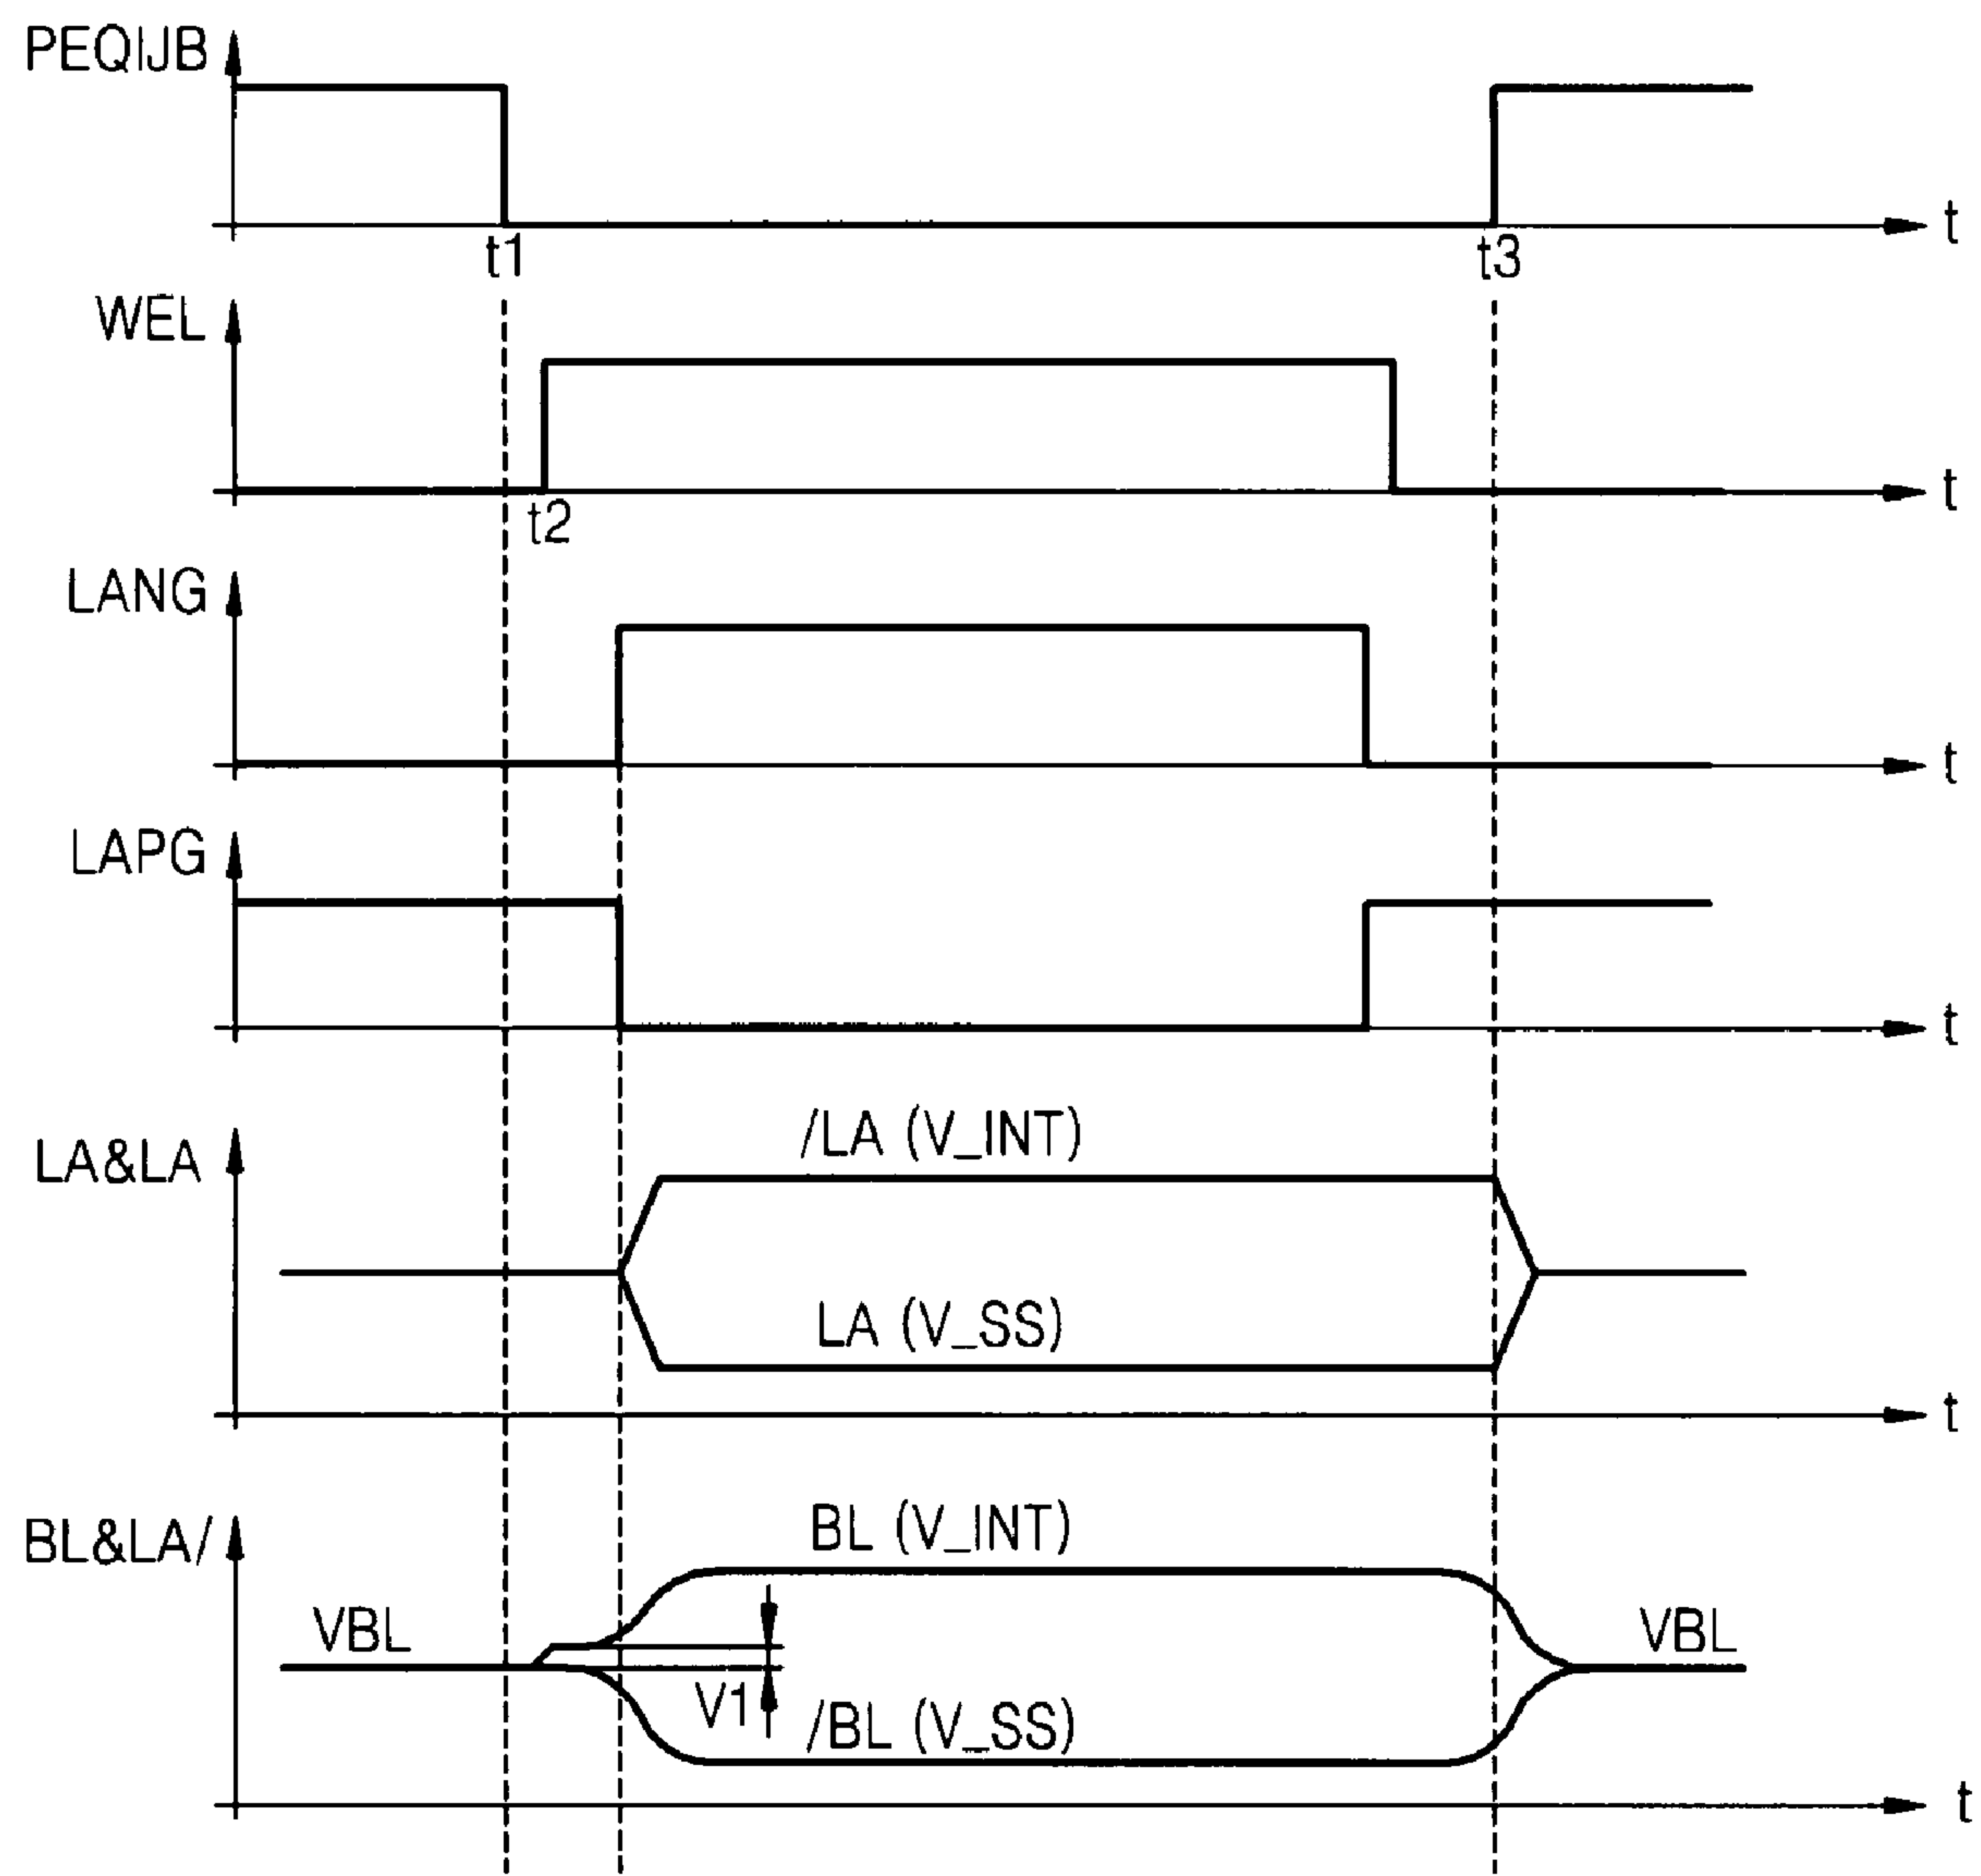 PEQIJB
t
t1
t3
WEL
t
t2
LANG
t
LAPG
t
/LA (V_INT)
LA&LA
LA (V_SS)
t
BL (V_INT)
BL&LA/
VBL
VBL
V1
/BL (V_SS)
t